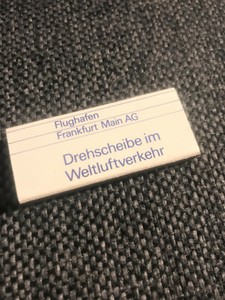 Flughafen
Frankfurt Main AG
Drehscheibe im
Weltluftverkehr